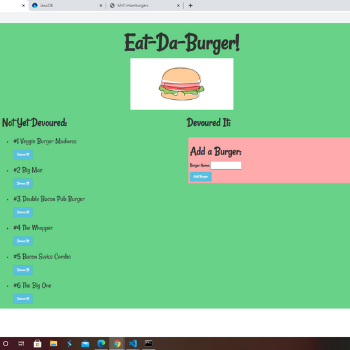 Eat-Da-Burger!
Not Yet Devoured:
Devoured It:
#1 Veggie Burger Madness
Devour It!
#2 Big Mac
Devour It!
#3 Double Bacon Pub Burger
Devour It!
#4 The Whopper
Devour It!
#5 Bacon Swiss Combo
Devour It!
#6 The Big One
Devour It!
Add a Burger:
Burger Name:
Add Burger